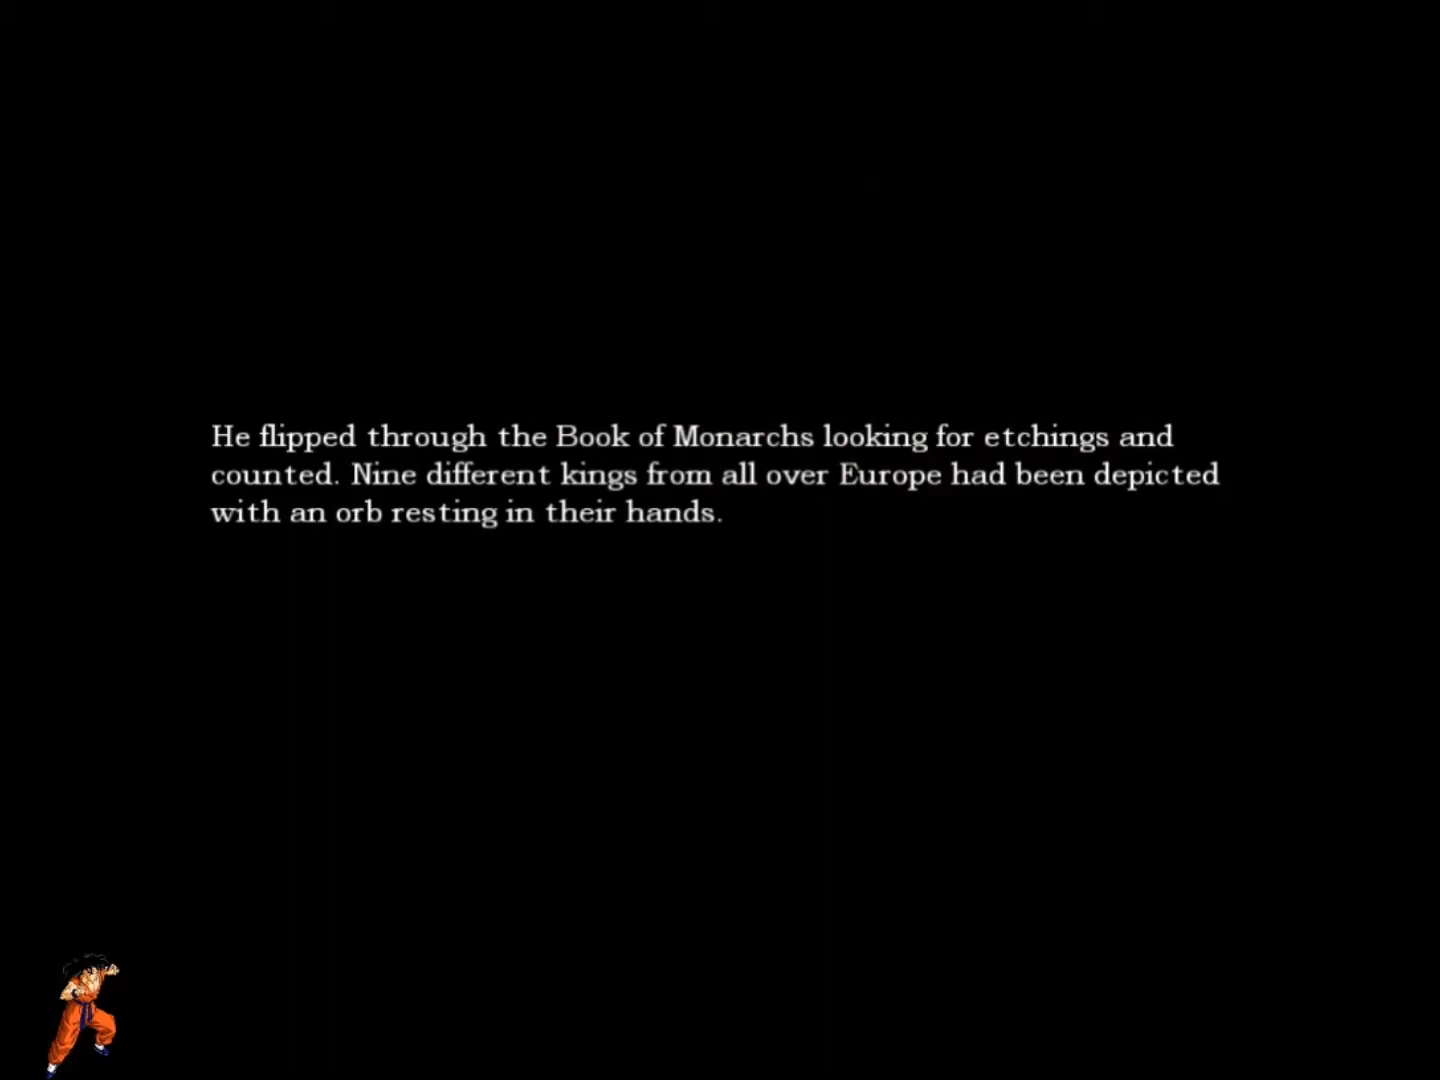 He flipped through the Book of Monarchs looking for etchings and
counted. Nine different kings from all over Europe had been depicted
with an orb resting in their hands.